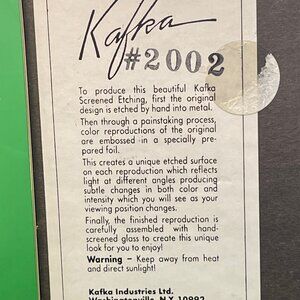 Kafka
#2002
To produce this beautiful Kafka
Screened Etching, first the original
design is etched by hand into metal.
Then through a painstaking process,
color reproductions of the original
are embossed in a specially pre-
pared foil.
This creates a unique etched surface
on each reproduction which reflects
light at different angles producing
subtle changes in both color and
intensity which you will see as your
viewing position changes.
Finally, the finished reproduction is
carefully assembled with hand-
screened glass to create this unique
look for you to enjoy!
Warning – Keep away from heat
and direct sunlight!
Kafka Industries Ltd.
Washingtonville, N.Y. 10992